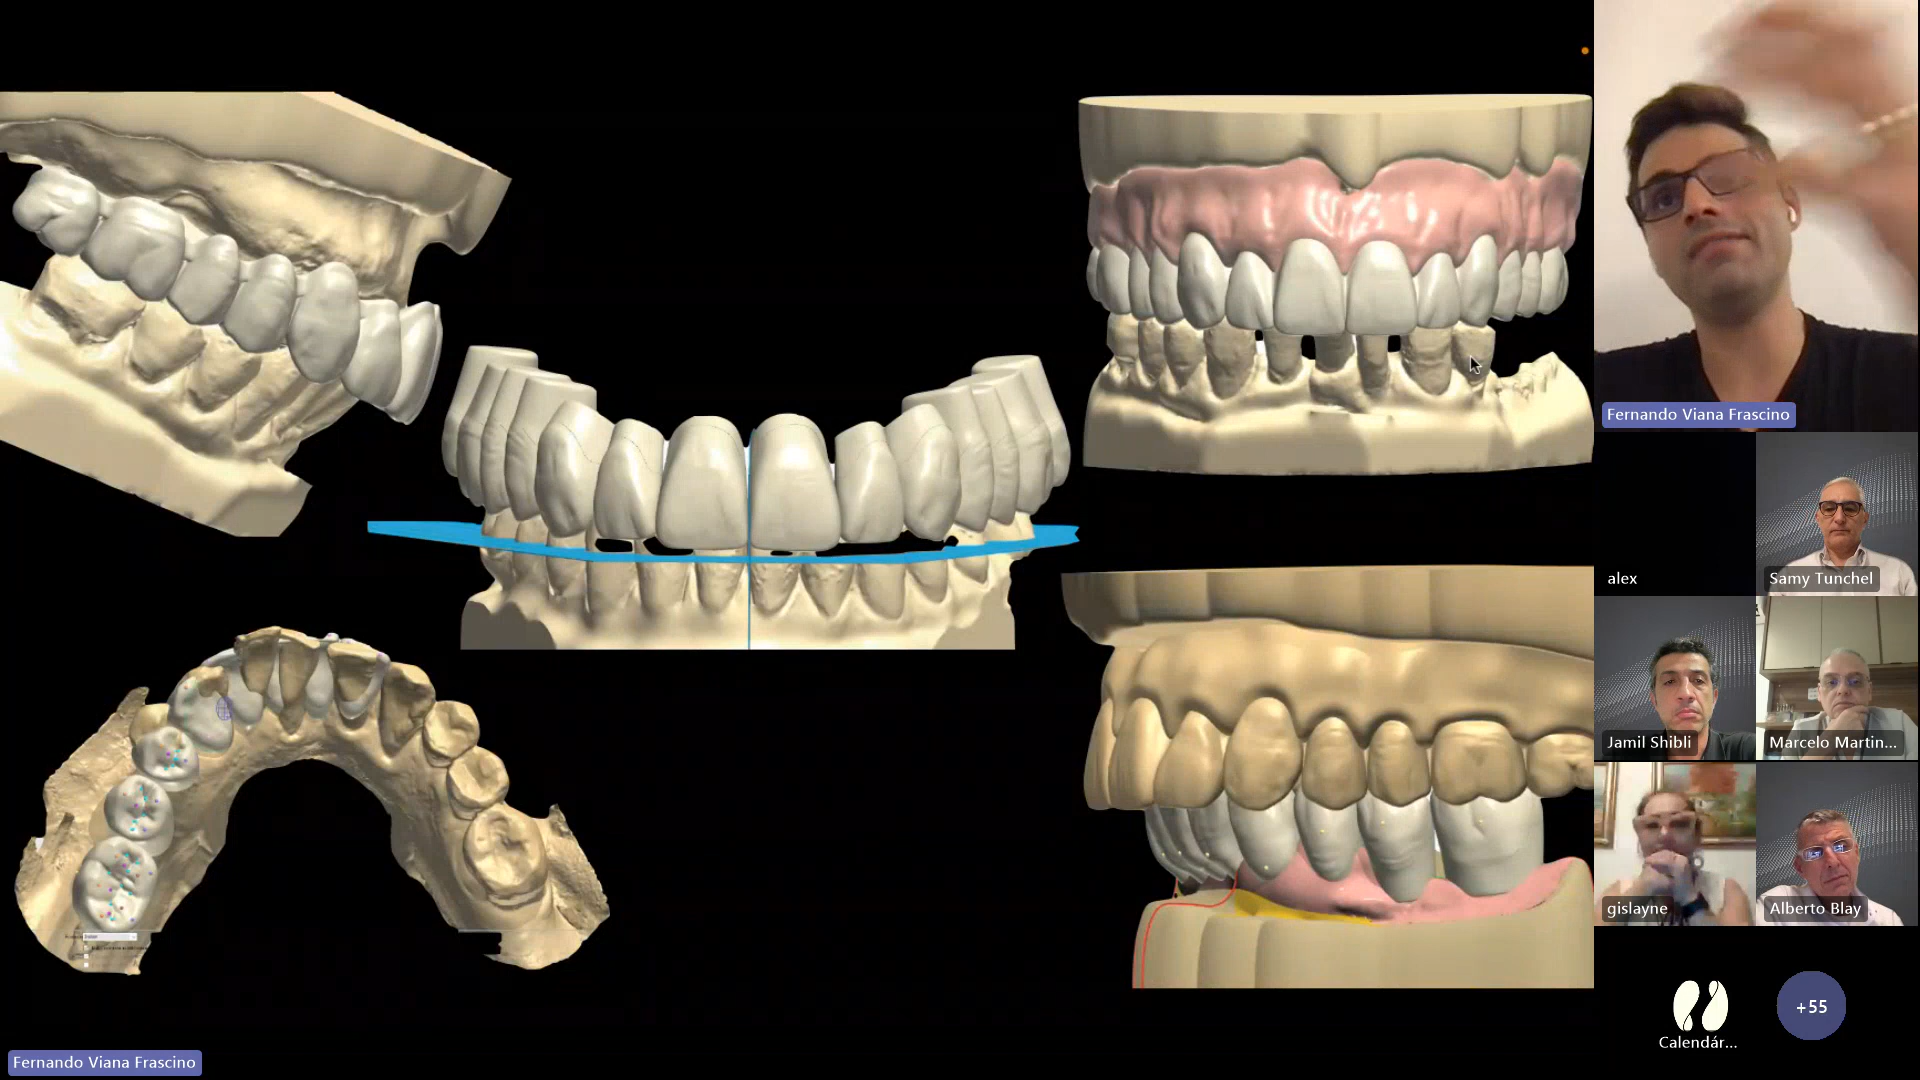 Fernando Viana Frascino
alex
Samy Tunchel
Jamil Shibli
Marcelo Martin...
gislayne
Alberto Blay
+55
Calendár...
Fernando Viana Frascino